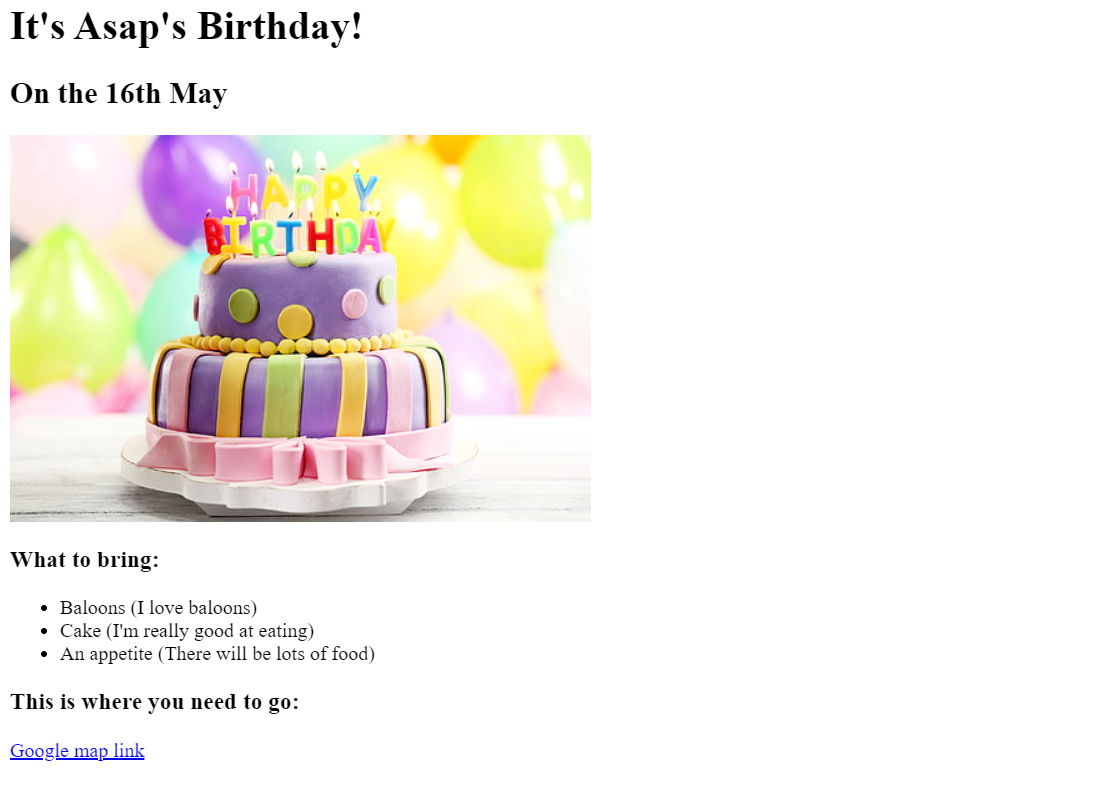 It's Asap's Birthday!
On the 16th May
HAPPY
BIRTHDAY
What to bring:
Baloons (I love baloons)
Cake (I'm really good at eating)
An appetite (There will be lots of food)
This is where you need to go:
Google map link